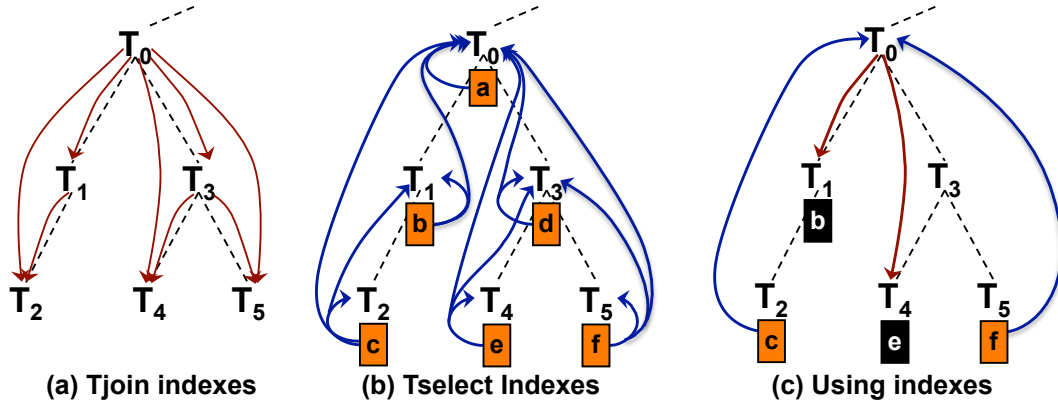 T0
T1
T3
T2
T4
T5
(a) Tjoin indexes
T0
a
T1
T3
b
d
T2
T4
T5
c
e
f
(b) Tselect Indexes
T0
T1
T3
b
T2
T4
T5
c
e
f
(c) Using indexes